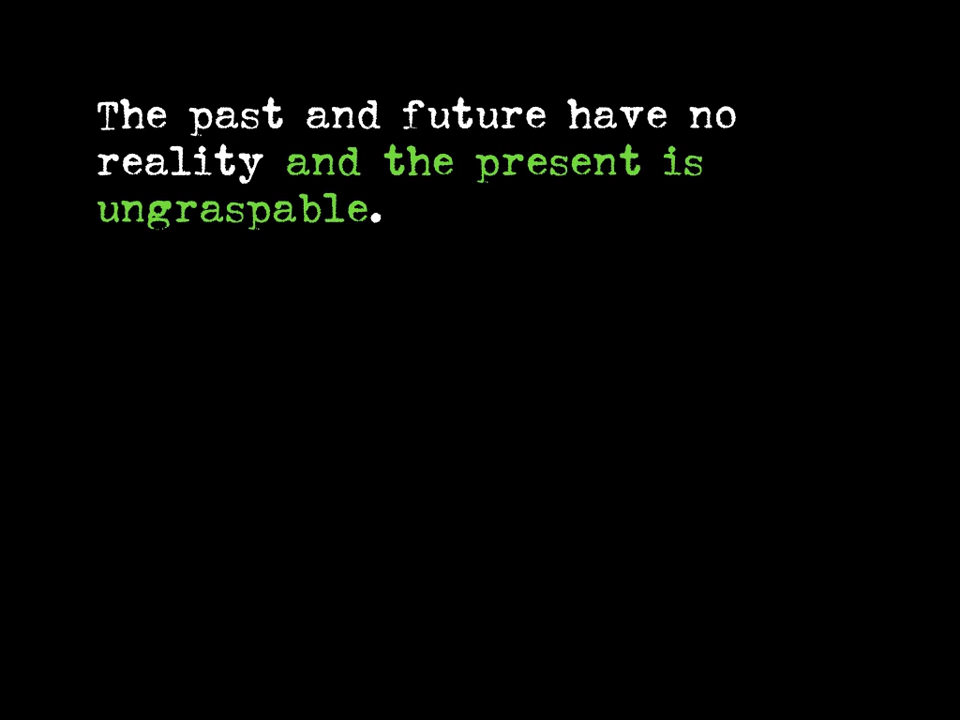 The past and future have no
reality and the present is
ungraspable.